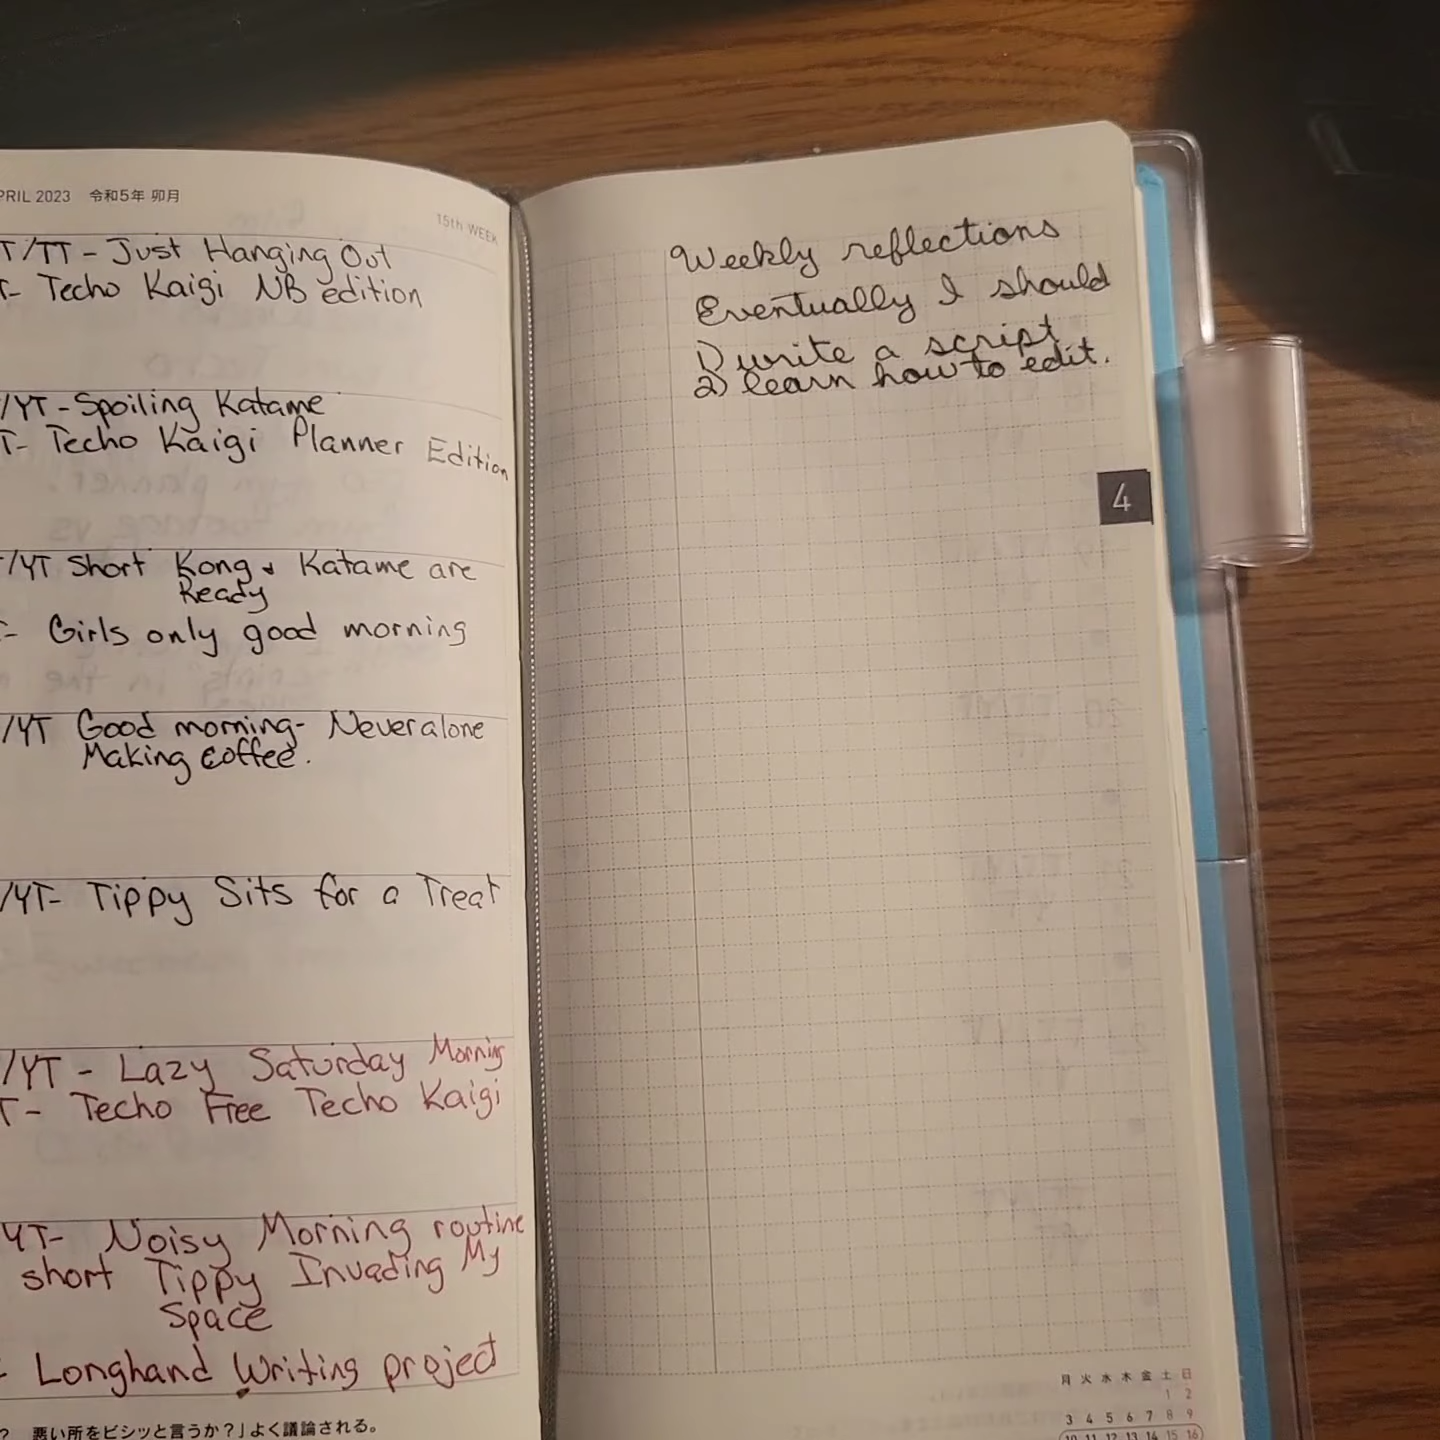 PRIL 2023 令和5年 卯月
15th WEEK
T/TT - Just Hanging Out
T- Techo Kaigi NB edition
/YT - Spoiling Katame
T- Techo Kaigi Planner Edition
/YT Short Kong & Katame are
Ready
- Girls only good morning
/YT Good morning- Never alone
Making coffee.
/YT- Tippy Sits for a Treat
/YT - Lazy Saturday Morning
T- Techo Free Techo Kaigi
YT- Noisy Morning routine
short Tippy Invading My
Space
- Longhand Writing project
? 悪い所をビシッと言うか?」よく議論される。
Weekly reflections
Eventually I should
1) write a script
2) learn how to edit.
4
月 火 水 木 金 土 日
1 2
3 4 5 6 7 8 9
10 11 12 13 14 15 16